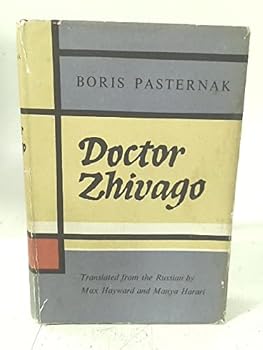 BORIS PASTERNAK
Doctor
Zhivago
Translated from the Russian by
Max Hayward and Manya Harari